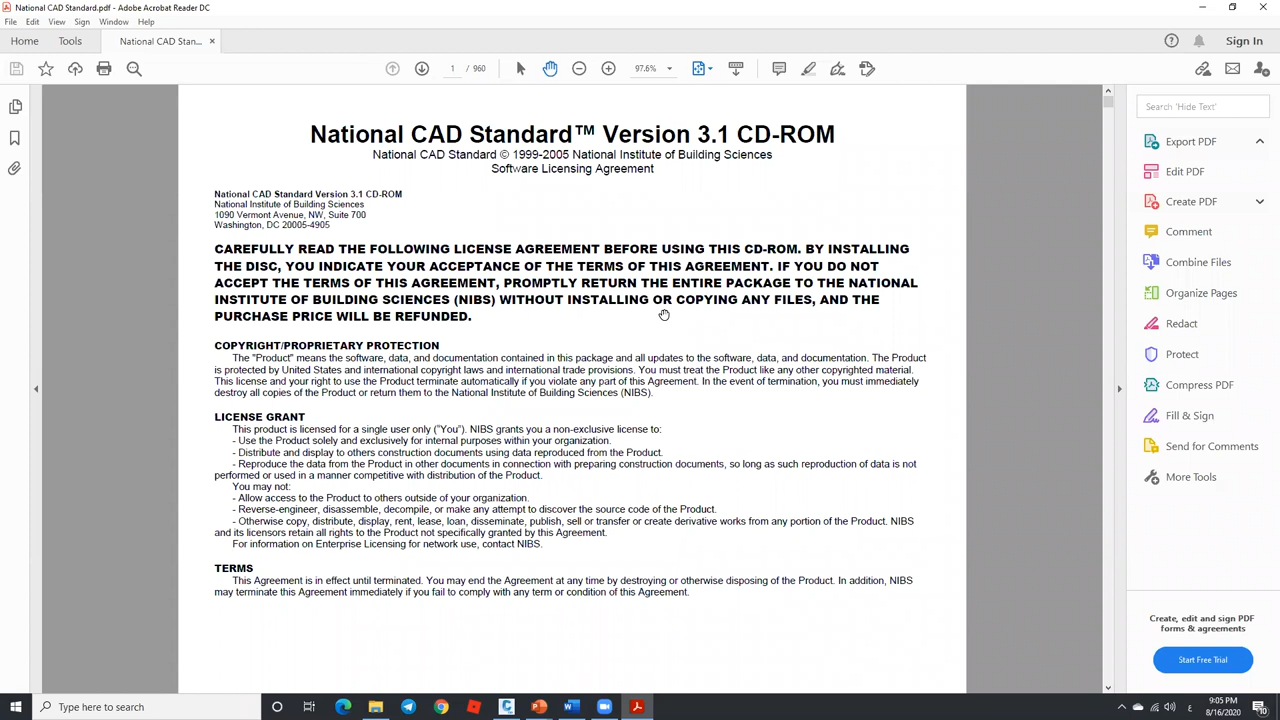 National CAD Standard.pdf - Adobe Acrobat Reader DC
File Edit View Sign Window Help
Home Tools National CAD Stan... × Sign In
1 / 960 97.6%
Search 'Hide Text'
Export PDF
Edit PDF
Create PDF
Comment
Combine Files
Organize Pages
Redact
Protect
Compress PDF
Fill & Sign
Send for Comments
More Tools
Create, edit and sign PDF
forms & agreements
Start Free Trial
National CAD Standard™ Version 3.1 CD-ROM
National CAD Standard © 1999-2005 National Institute of Building Sciences
Software Licensing Agreement
National CAD Standard Version 3.1 CD-ROM
National Institute of Building Sciences
1090 Vermont Avenue, NW, Suite 700
Washington, DC 20005-4905
CAREFULLY READ THE FOLLOWING LICENSE AGREEMENT BEFORE USING THIS CD-ROM. BY INSTALLING
THE DISC, YOU INDICATE YOUR ACCEPTANCE OF THE TERMS OF THIS AGREEMENT. IF YOU DO NOT
ACCEPT THE TERMS OF THIS AGREEMENT, PROMPTLY RETURN THE ENTIRE PACKAGE TO THE NATIONAL
INSTITUTE OF BUILDING SCIENCES (NIBS) WITHOUT INSTALLING OR COPYING ANY FILES, AND THE
PURCHASE PRICE WILL BE REFUNDED.
COPYRIGHT/PROPRIETARY PROTECTION
The "Product" means the software, data, and documentation contained in this package and all updates to the software, data, and documentation. The Product
is protected by United States and international copyright laws and international trade provisions. You must treat the Product like any other copyrighted material.
This license and your right to use the Product terminate automatically if you violate any part of this Agreement. In the event of termination, you must immediately
destroy all copies of the Product or return them to the National Institute of Building Sciences (NIBS).
LICENSE GRANT
This product is licensed for a single user only ("You"). NIBS grants you a non-exclusive license to:
- Use the Product solely and exclusively for internal purposes within your organization.
- Distribute and display to others construction documents using data reproduced from the Product.
- Reproduce the data from the Product in other documents in connection with preparing construction documents, so long as such reproduction of data is not
performed or used in a manner competitive with distribution of the Product.
You may not:
- Allow access to the Product to others outside of your organization.
- Reverse-engineer, disassemble, decompile, or make any attempt to discover the source code of the Product.
- Otherwise copy, distribute, display, rent, lease, loan, disseminate, publish, sell or transfer or create derivative works from any portion of the Product. NIBS
and its licensors retain all rights to the Product not specifically granted by this Agreement.
For information on Enterprise Licensing for network use, contact NIBS.
TERMS
This Agreement is in effect until terminated. You may end the Agreement at any time by destroying or otherwise disposing of the Product. In addition, NIBS
may terminate this Agreement immediately if you fail to comply with any term or condition of this Agreement.
Type here to search
ع
9:05 PM
8/16/2020
10